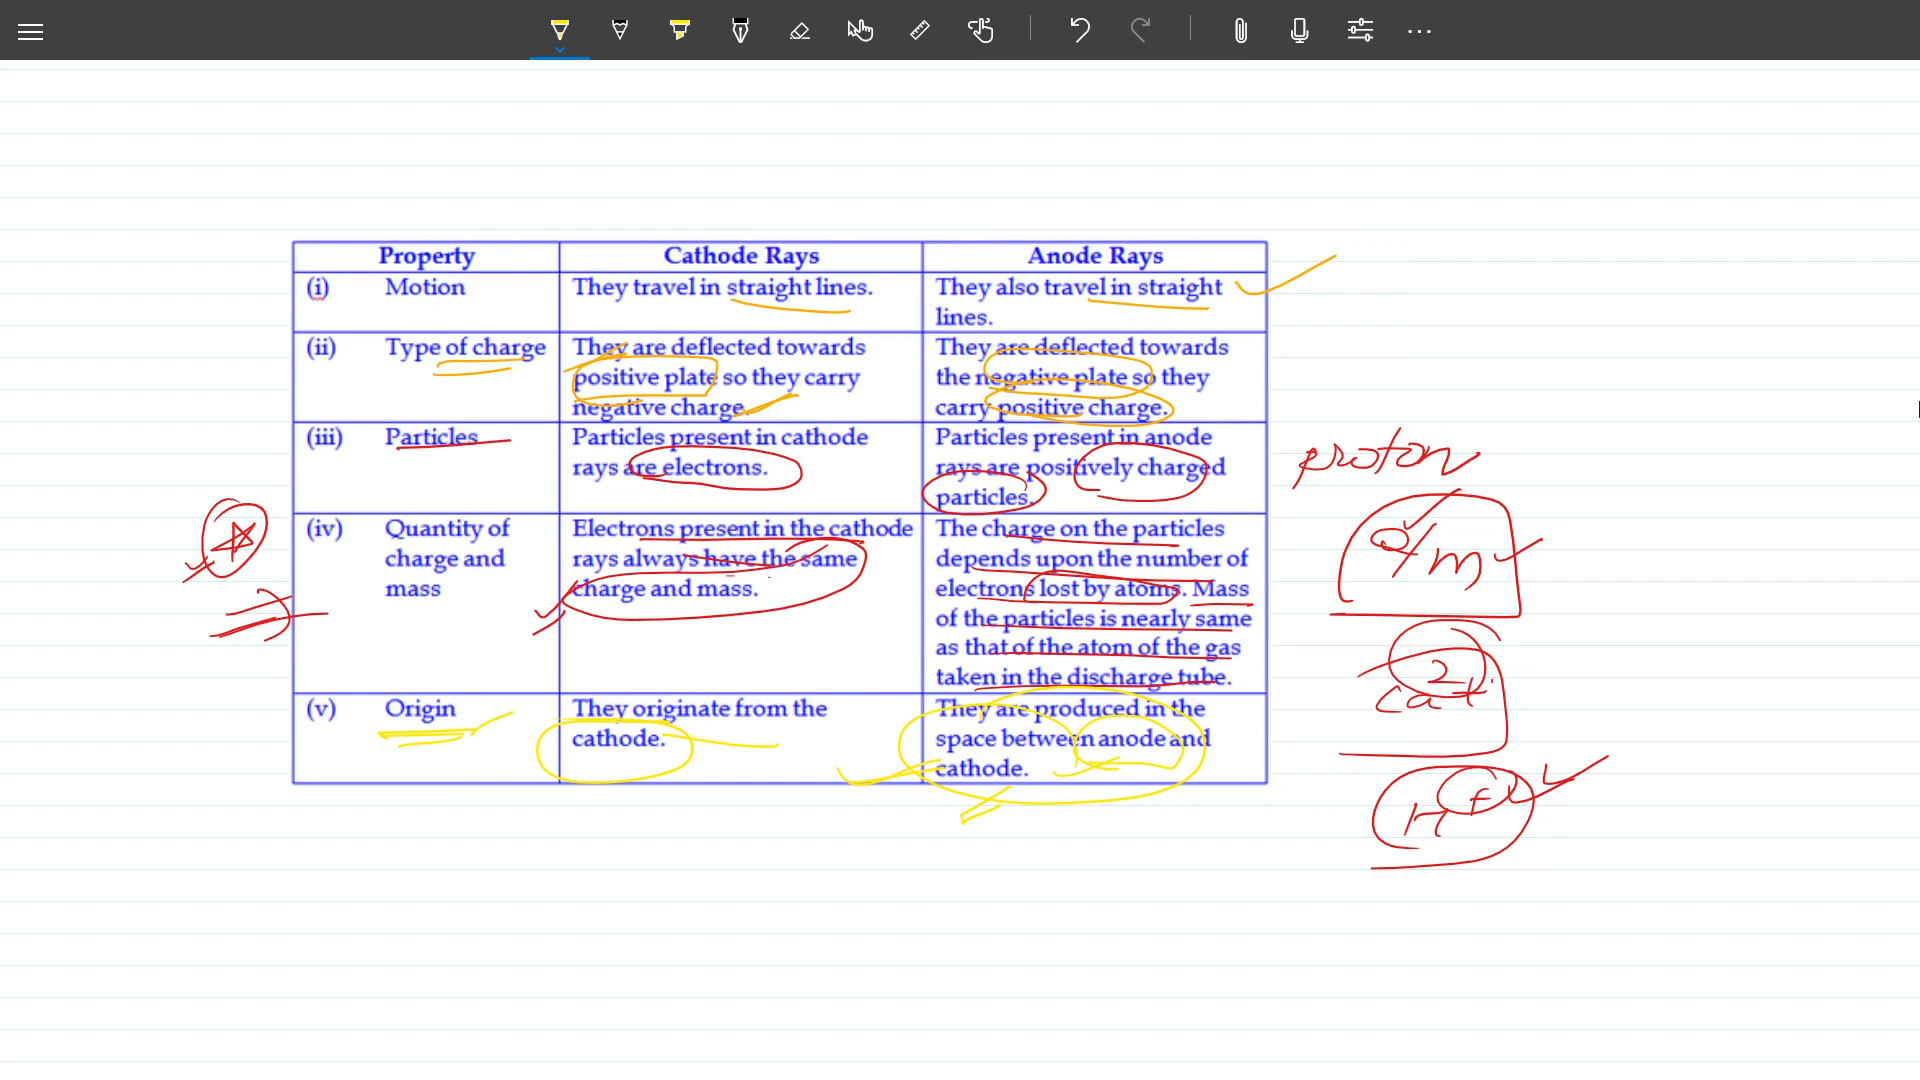 Property Cathode Rays Anode Rays
(i) Motion They travel in straight lines. They also travel in straight
lines.
(ii) Type of charge They are deflected towards
positive plate so they carry
negative charge.
They are deflected towards
the negative plate so they
carry positive charge.
(iii) Particles Particles present in cathode
rays are electrons.
Particles present in anode
rays are positively charged
particles.
(iv) Quantity of
charge and
mass
Electrons present in the cathode
rays always have the same
charge and mass.
The charge on the particles
depends upon the number of
electrons lost by atoms. Mass
of the particles is nearly same
as that of the atom of the gas
taken in the discharge tube.
(v) Origin They originate from the
cathode.
They are produced in the
space between anode and
cathode.
proton
e/m